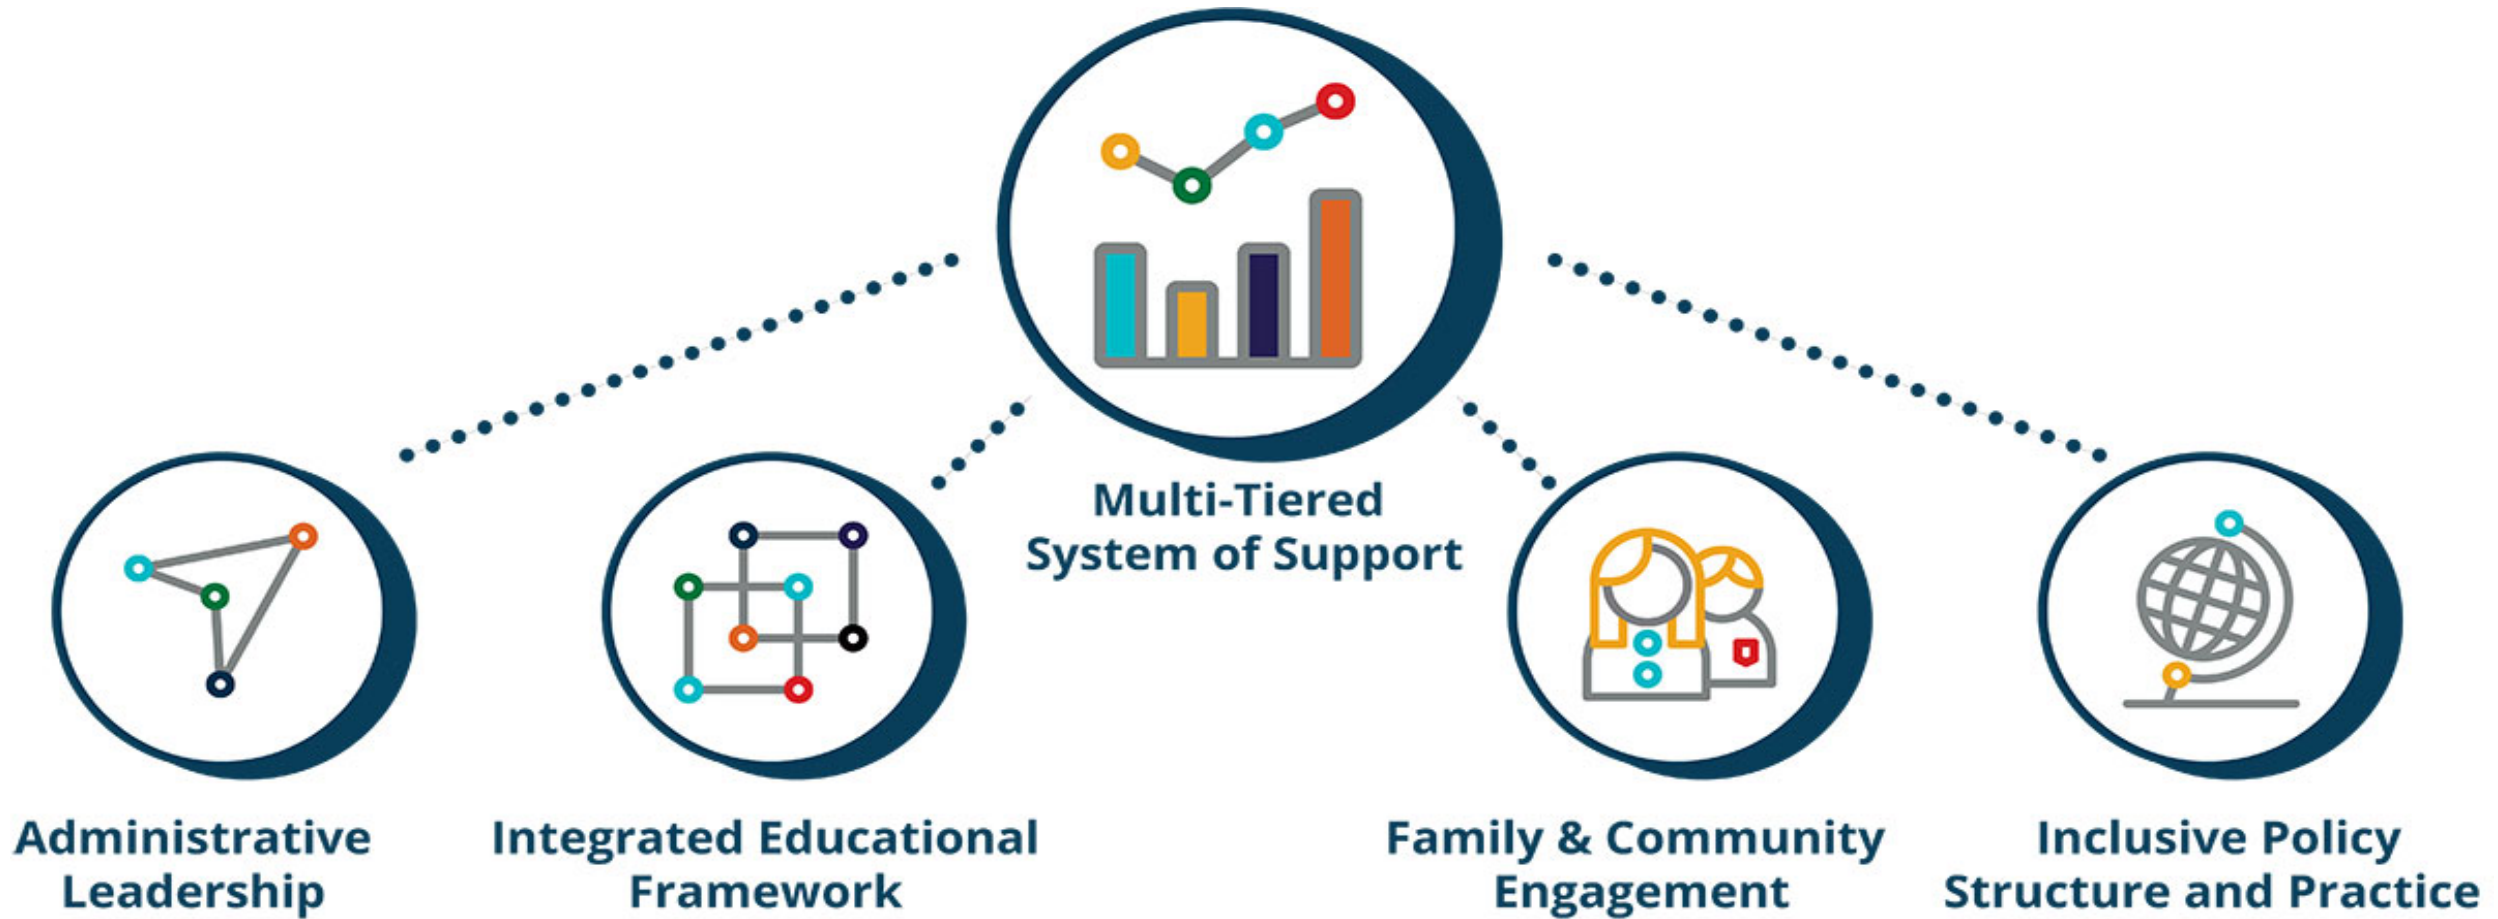 Multi-Tiered
System of Support
Administrative
Leadership
Integrated Educational
Framework
Family & Community
Engagement
Inclusive Policy
Structure and Practice